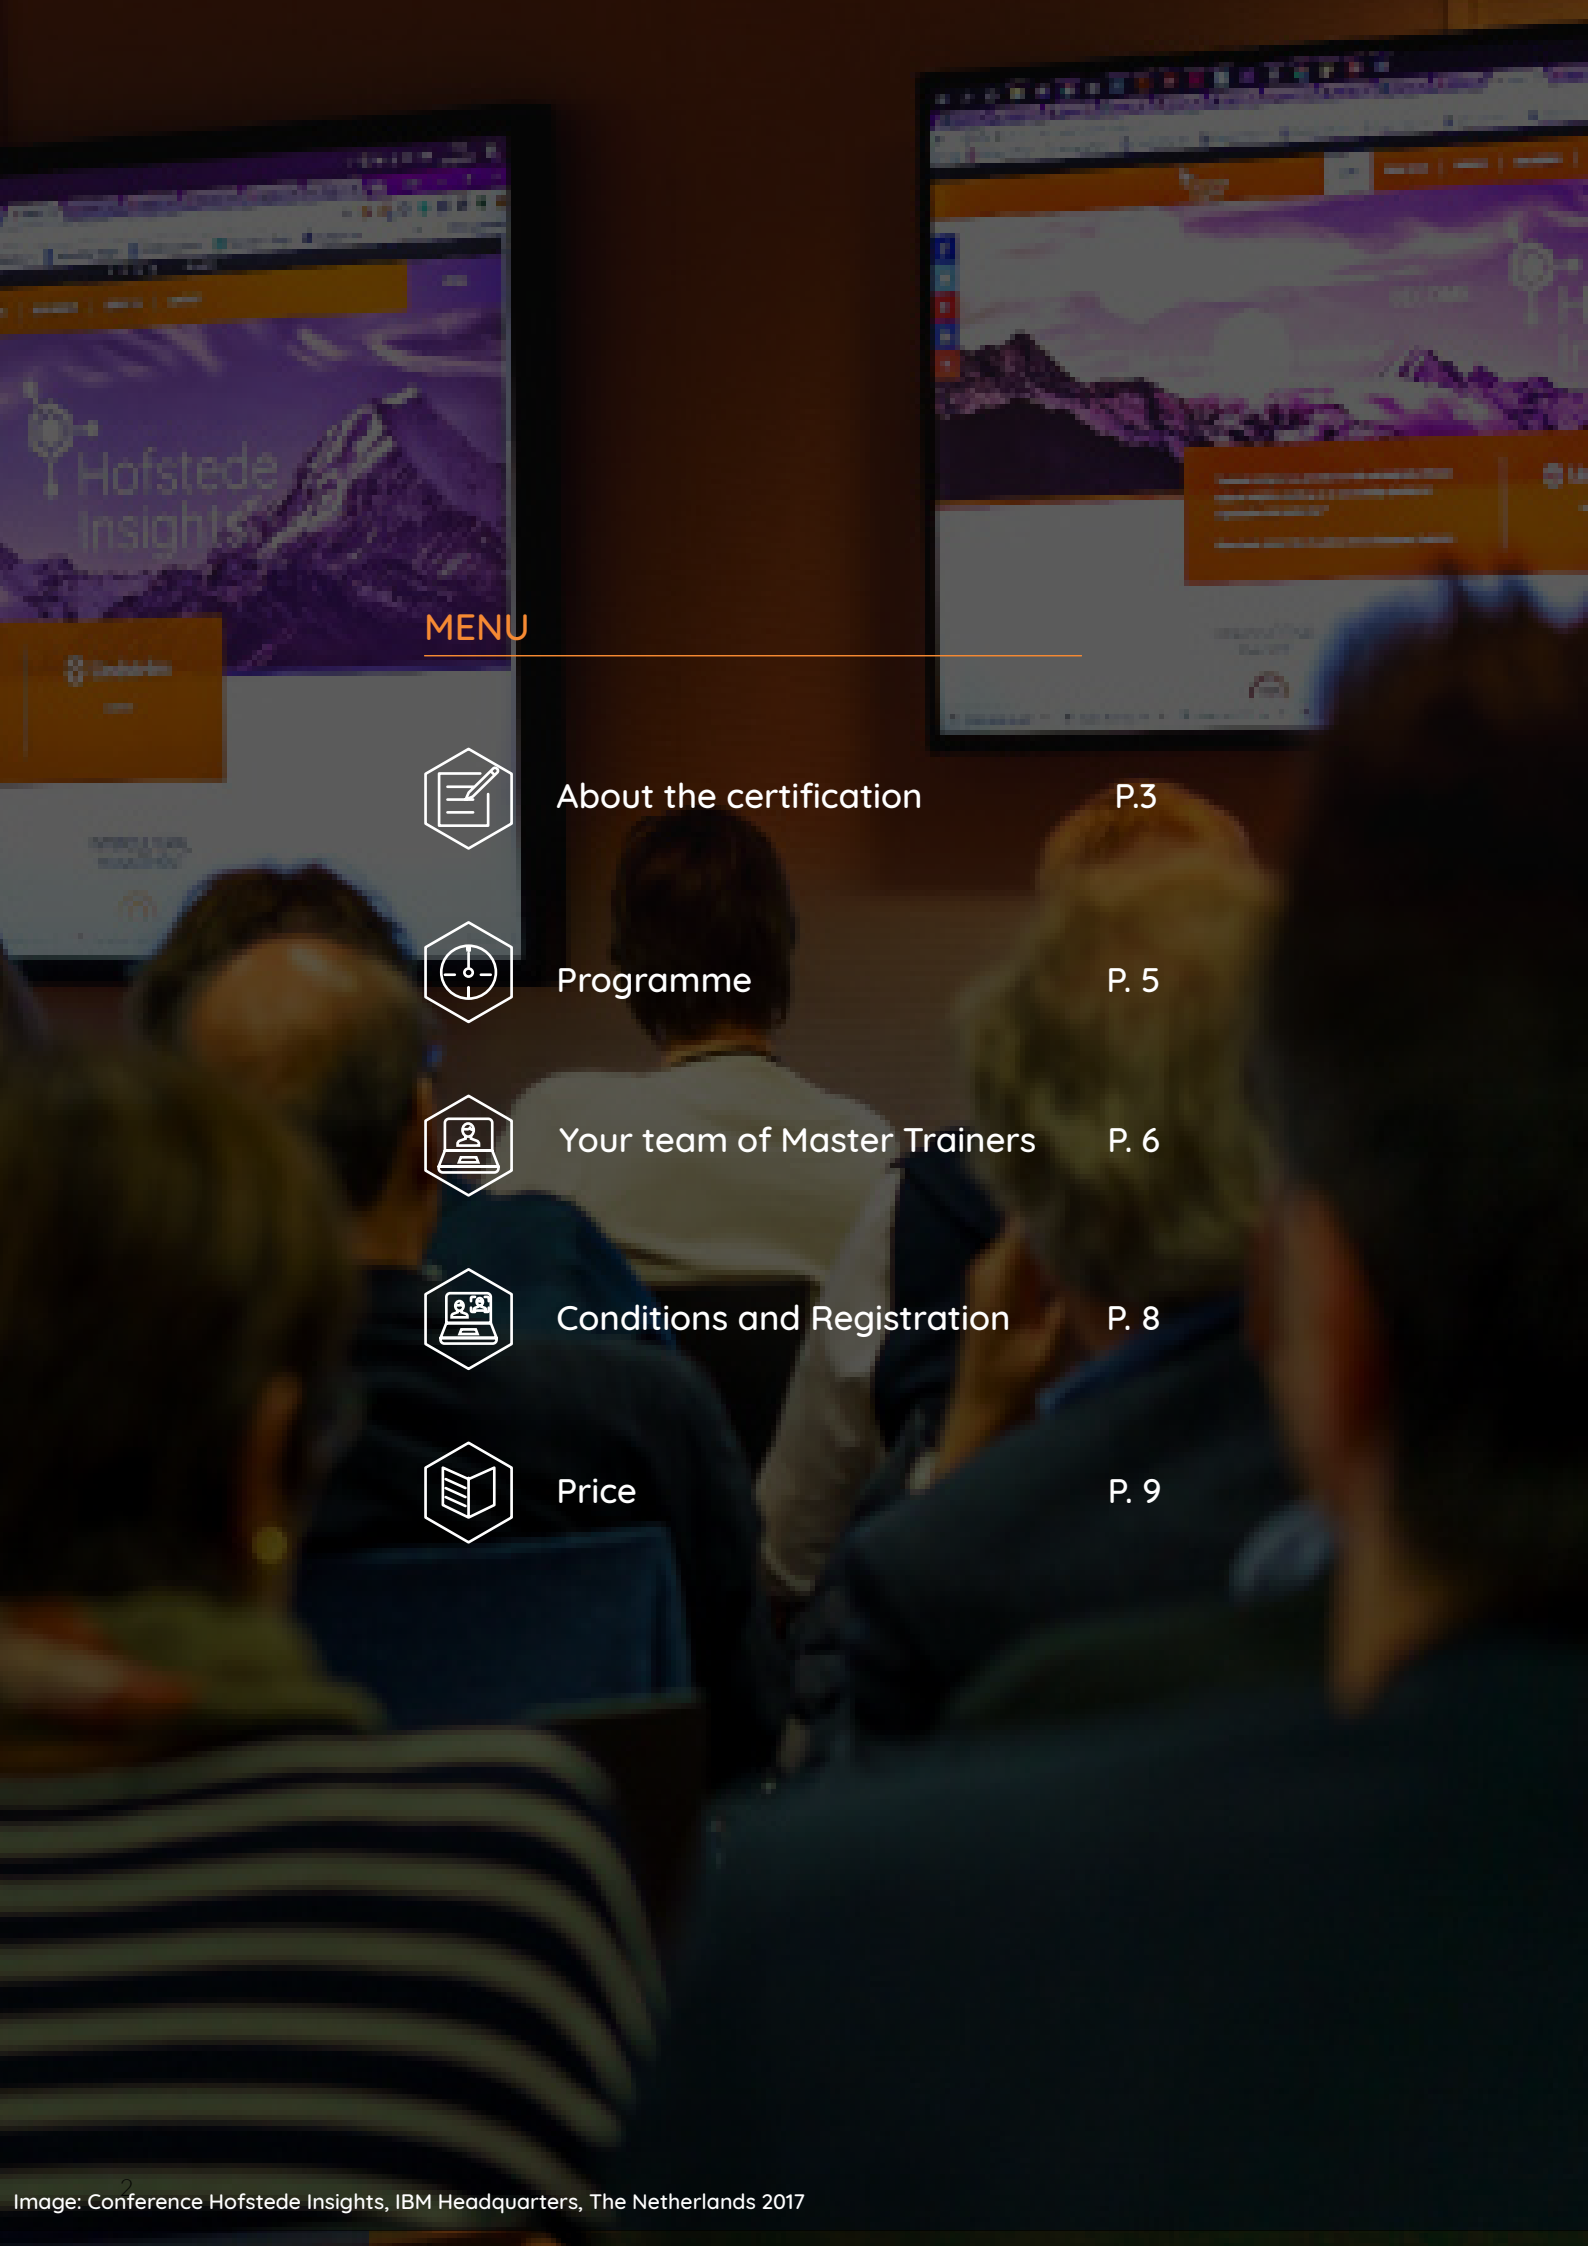 Hofstede
Insights
MENU
About the certification P.3
Programme P. 5
Your team of Master Trainers P. 6
Conditions and Registration P. 8
Price P. 9
2
Image: Conference Hofstede Insights, IBM Headquarters, The Netherlands 2017